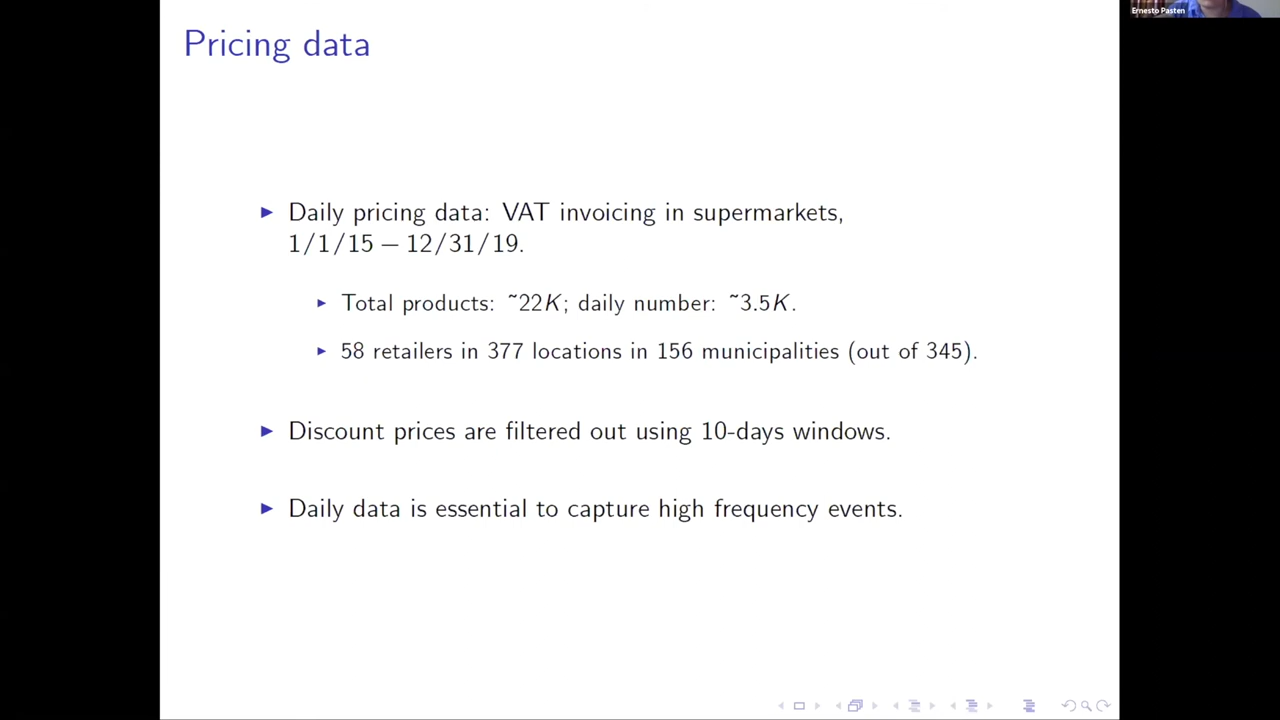 Ernesto Pasten
Pricing data
Daily pricing data: VAT invoicing in supermarkets,
1/1/15 – 12/31/19.
Total products: ~22K; daily number: ~3.5K.
58 retailers in 377 locations in 156 municipalities (out of 345).
Discount prices are filtered out using 10-days windows.
Daily data is essential to capture high frequency events.